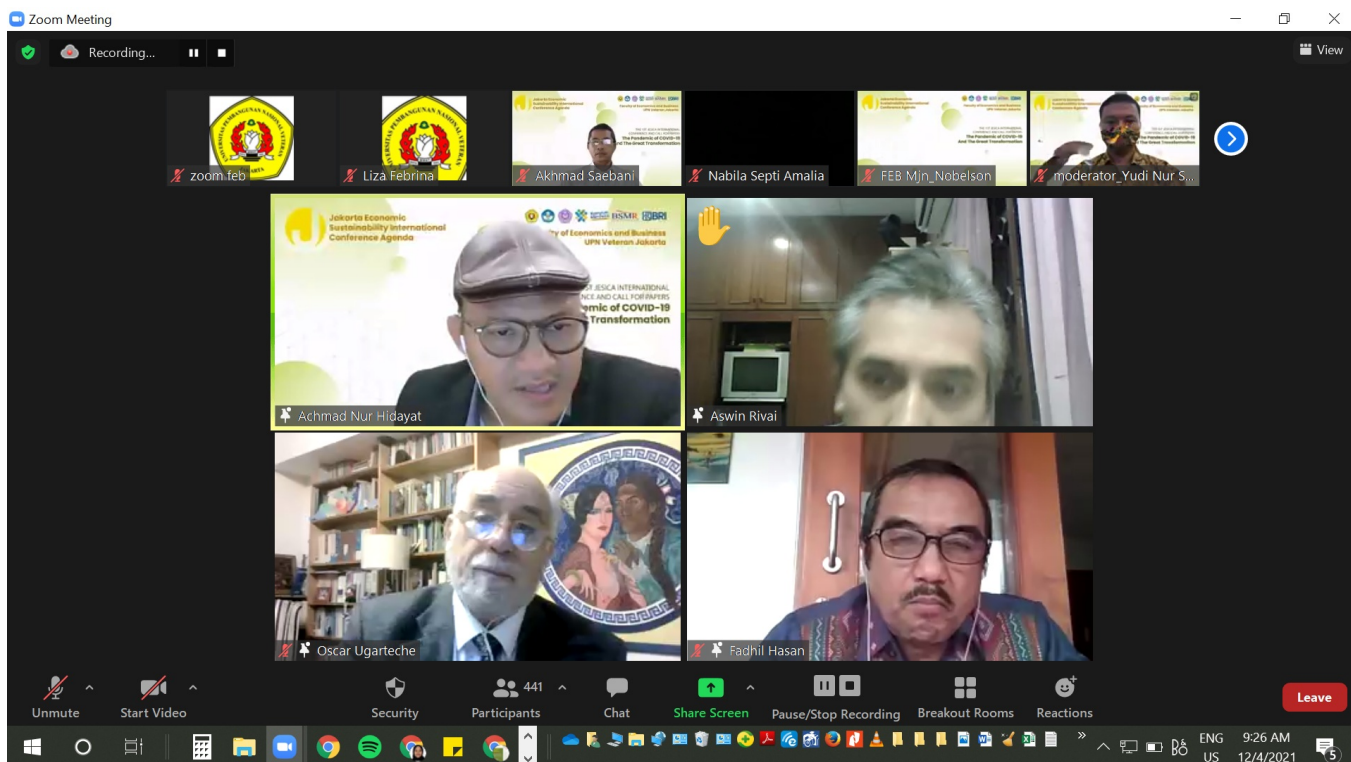 Zoom Meeting
Recording...
View
zoom feb
Liza Febrina
Akhmad Saebani
Nabila Septi Amalia
FEB Mjn_Nobelson
moderator_Yudi Nur S...
Jakarta Economic
Sustainability International
Conference Agenda
BSMR BRI
ty of Economics and Business
UPN Veteran Jakarta
ST JESICA INTERNATIONAL
NCE AND CALL FOR PAPERS
emic of COVID-19
Transformation
Achmad Nur Hidayat
Aswin Rivai
Oscar Ugarteche
Fadhil Hasan
441
Unmute
Start Video
Security
Participants
Chat
Share Screen
Pause/Stop Recording
Breakout Rooms
Reactions
Leave
ENG
US
9:26 AM
12/4/2021
5